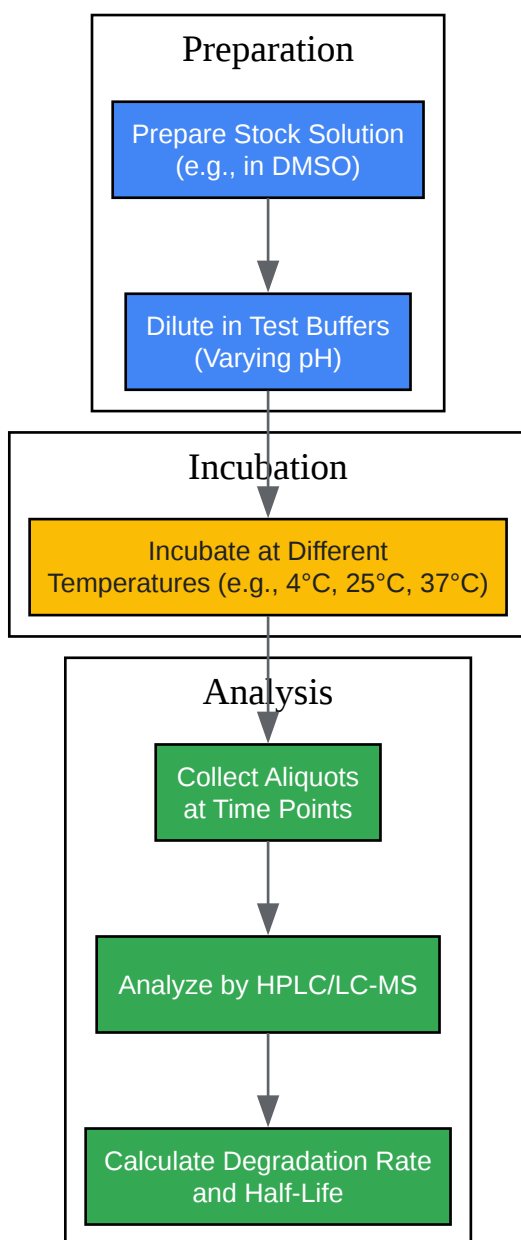 Preparation
Prepare Stock Solution
(e.g., in DMSO)
Dilute in Test Buffers
(Varying pH)
Incubation
Incubate at Different
Temperatures (e.g., 4°C, 25°C, 37°C)
Analysis
Collect Aliquots
at Time Points
Analyze by HPLC/LC-MS
Calculate Degradation Rate
and Half-Life